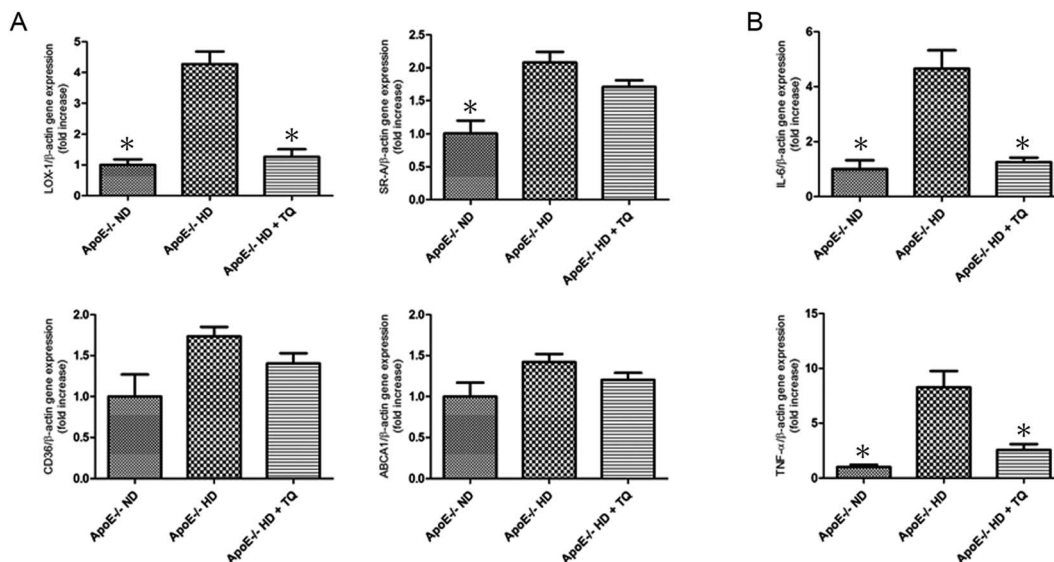 A
LOX-1/β-actin gene expression
(fold increase)
5
4
3
2
1
0
*
*
ApoE-/- ND
ApoE-/- HD
ApoE-/- HD + TQ
SR-A/β-actin gene expression
(fold increase)
2.5
2.0
1.5
1.0
0.5
0.0
*
ApoE-/- ND
ApoE-/- HD
ApoE-/- HD + TQ
B
IL-6/β-actin gene expression
(fold increase)
6
4
2
0
*
*
ApoE-/- ND
ApoE-/- HD
ApoE-/- HD + TQ
CD36/β-actin gene expression
(fold increase)
2.0
1.5
1.0
0.5
0.0
ApoE-/- ND
ApoE-/- HD
ApoE-/- HD + TQ
ABCA1/β-actin gene expression
(fold increase)
2.0
1.5
1.0
0.5
0.0
ApoE-/- ND
ApoE-/- HD
ApoE-/- HD + TQ
TNF-α/β-actin gene expression
(fold increase)
15
10
5
0
*
*
ApoE-/- ND
ApoE-/- HD
ApoE-/- HD + TQ